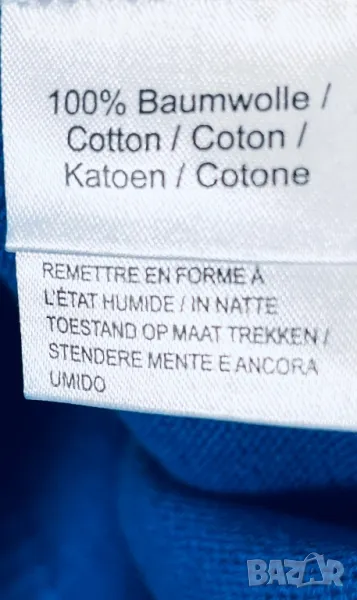 100% Baumwolle /
Cotton / Coton /
Katoen / Cotone
REMETTRE EN FORME À
L'ÉTAT HUMIDE / IN NATTE
TOESTAND OP MAAT TREKKEN /
STENDERE MENTE E ANCORA
UMIDO
BAZAR